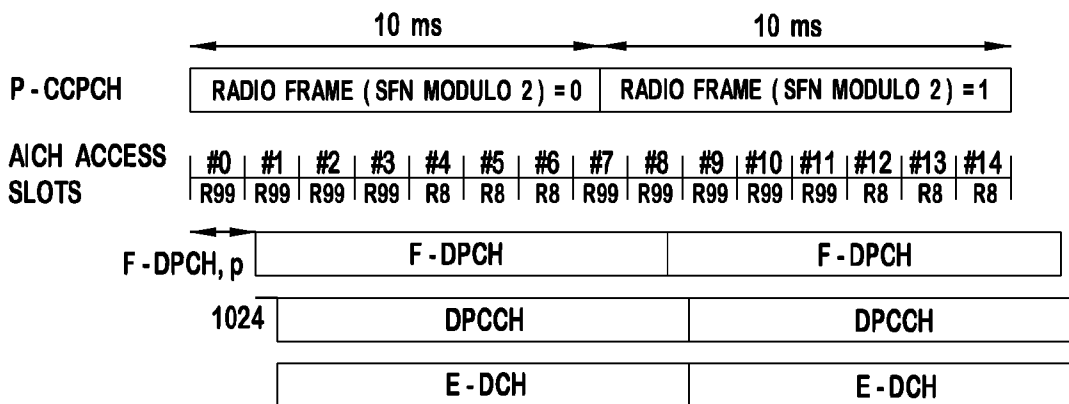 10 ms 10 ms
P-CCPCH RADIO FRAME (SFN MODULO 2) = 0 RADIO FRAME (SFN MODULO 2) = 1
AICH ACCESS #0 #1 #2 #3 #4 #5 #6 #7 #8 #9 #10 #11 #12 #13 #14
SLOTS R99 R99 R99 R99 R8 R8 R8 R99 R99 R99 R99 R99 R8 R8 R8
F-DPCH, p F-DPCH F-DPCH
1024 DPCCH DPCCH
E-DCH E-DCH